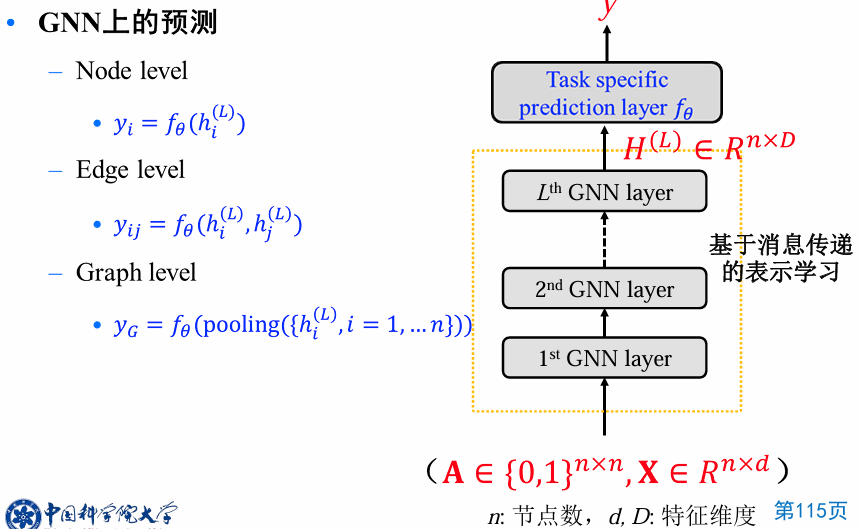 • GNN上的预测
– Node level
• $y_i = f_\theta(h_i^{(L)})$
– Edge level
• $y_{ij} = f_\theta(h_i^{(L)}, h_j^{(L)})$
– Graph level
• $y_G = f_\theta(\text{pooling}(\{h_i^{(L)}, i = 1, \ldots n\}))$
y
Task specific
prediction layer $f_\theta$
$H^{(L)} \in R^{n \times D}$
$L^{\text{th}}$ GNN layer
2$^{\text{nd}}$ GNN layer
1$^{\text{st}}$ GNN layer
基于消息传递
的表示学习
($\mathbf{A} \in \{0,1\}^{n \times n}, \mathbf{X} \in R^{n \times d}$)
n: 节点数，d, D: 特征维度
中国科学院大学
第115页